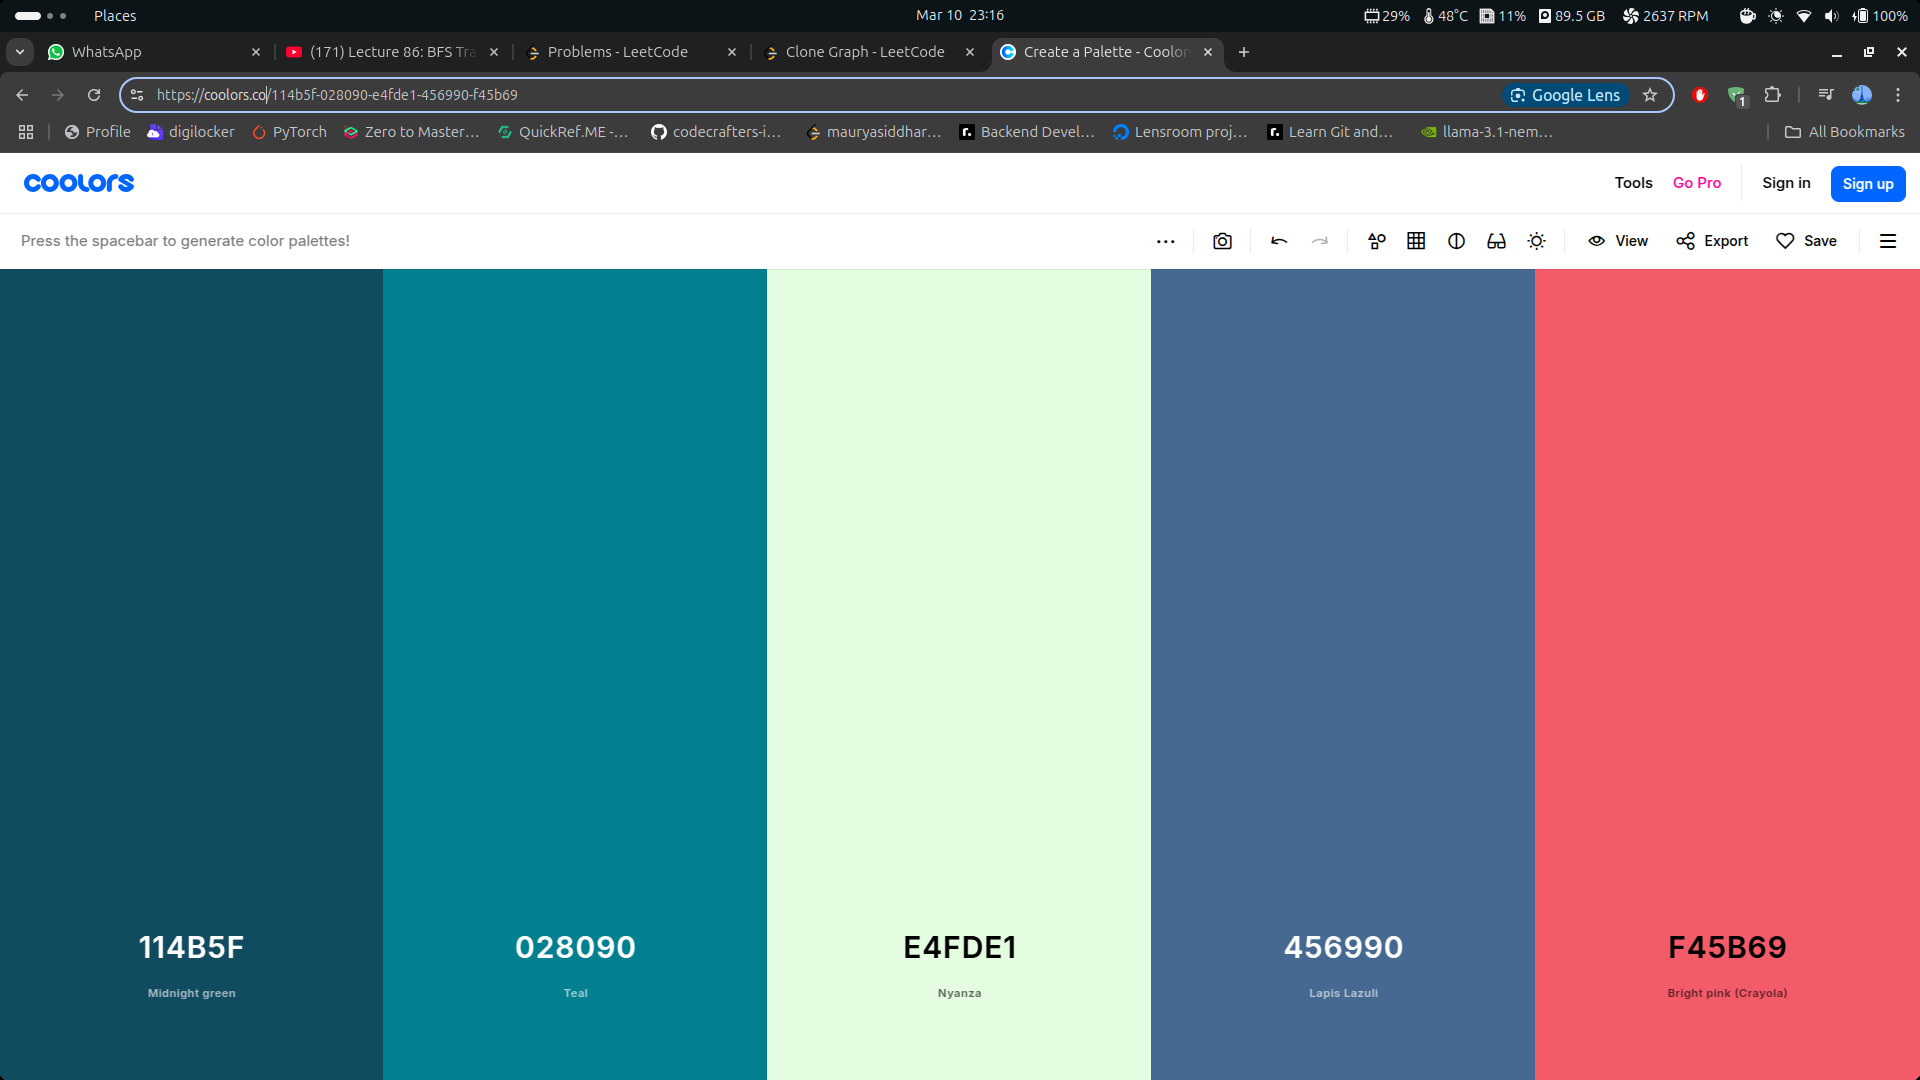 Places
Mar 10 23:16
29% 48°C 11% 89.5 GB 2637 RPM 100%
WhatsApp
(171) Lecture 86: BFS Tra
Problems - LeetCode
Clone Graph - LeetCode
Create a Palette - Coolor
https://coolors.co/114b5f-028090-e4fde1-456990-f45b69
Google Lens
1
Profile
digilocker
PyTorch
Zero to Master...
QuickRef.ME -...
codecrafters-i...
mauryasiddhar...
Backend Devel...
Lensroom proj...
Learn Git and...
llama-3.1-nem...
All Bookmarks
coolors
Tools
Go Pro
Sign in
Sign up
Press the spacebar to generate color palettes!
View
Export
Save
114B5F
Midnight green
028090
Teal
E4FDE1
Nyanza
456990
Lapis Lazuli
F45B69
Bright pink (Crayola)